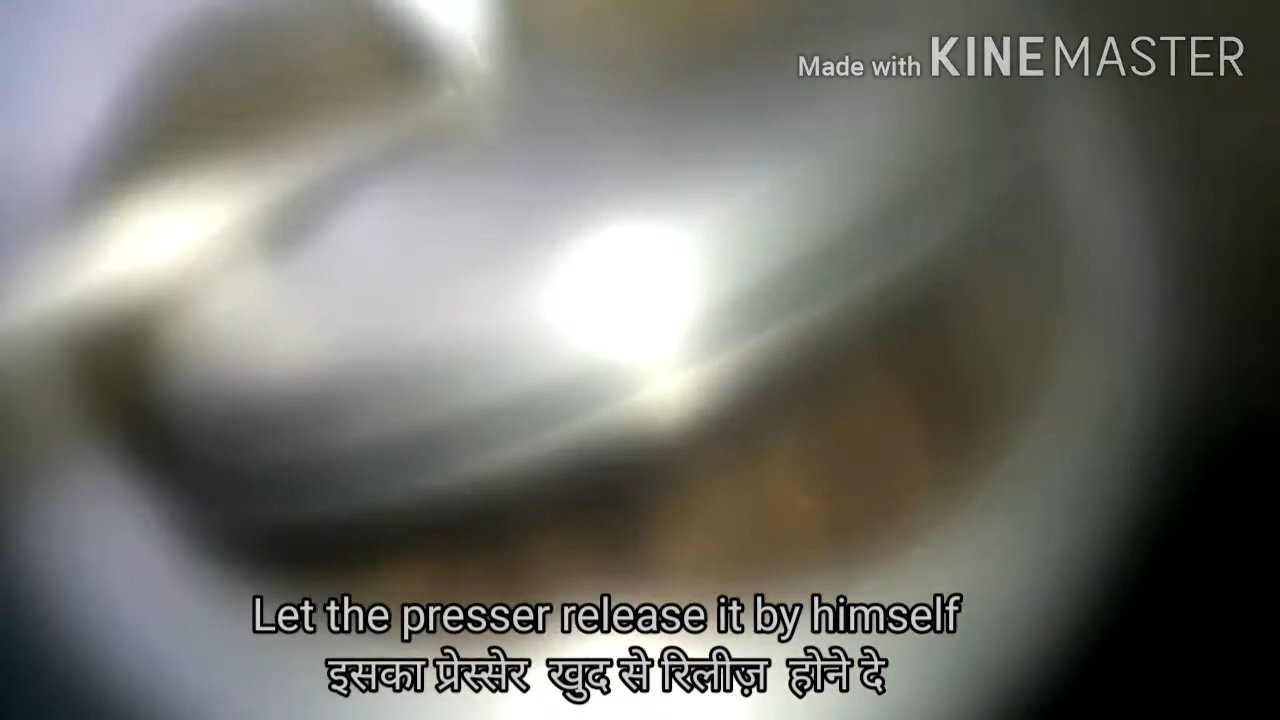 Made with KINEMASTER
Let the presser release it by himself
इसका प्रेस्सेर खुद से रिलीज़ होने दे